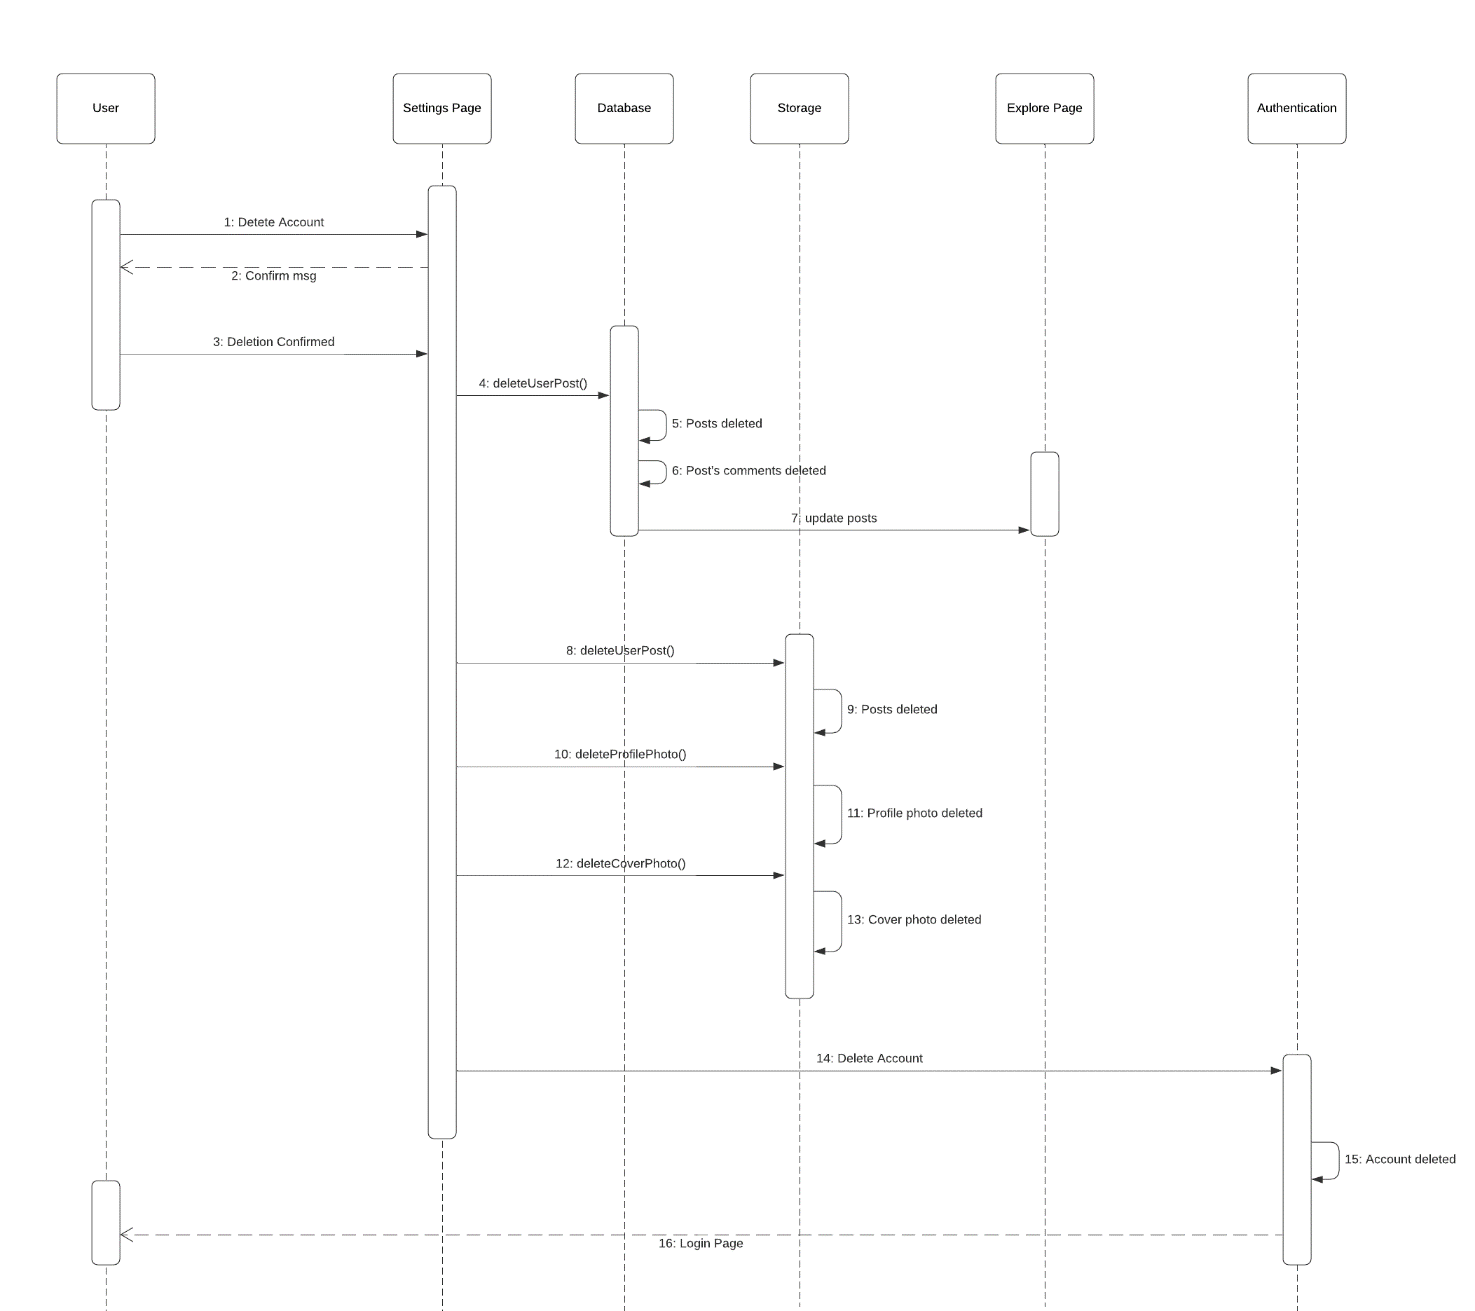 User
Settings Page
Database
Storage
Explore Page
Authentication
1: Detete Account
2: Confirm msg
3: Deletion Confirmed
4: deleteUserPost()
5: Posts deleted
6: Post's comments deleted
7: update posts
8: deleteUserPost()
9: Posts deleted
10: deleteProfilePhoto()
11: Profile photo deleted
12: deleteCoverPhoto()
13: Cover photo deleted
14: Delete Account
15: Account deleted
16: Login Page